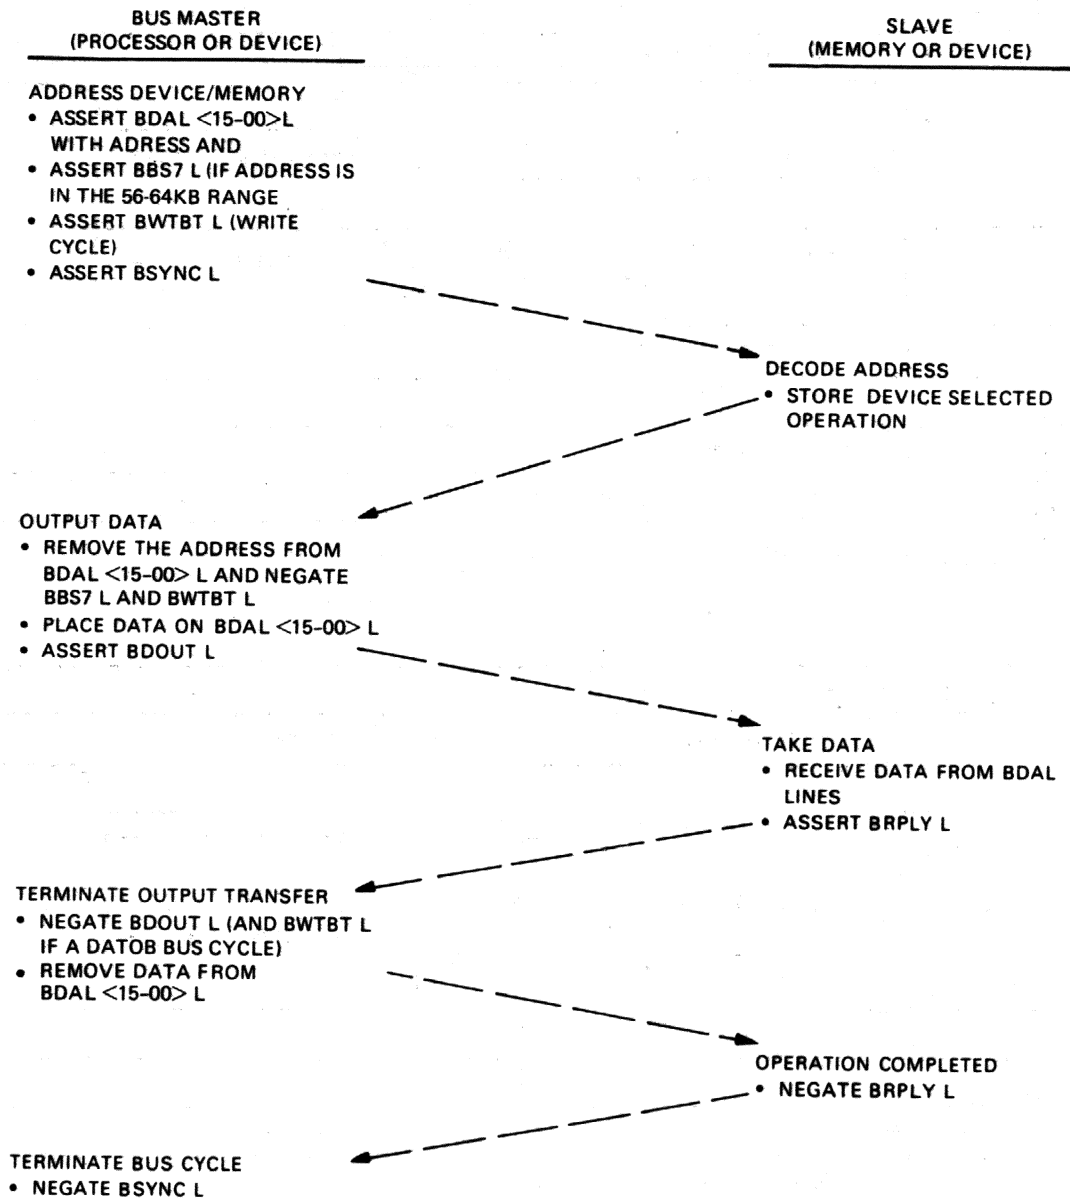 BUS MASTER
(PROCESSOR OR DEVICE)
SLAVE
(MEMORY OR DEVICE)
ADDRESS DEVICE/MEMORY
• ASSERT BDAL <15-00>L
WITH ADRESS AND
• ASSERT BBS7 L (IF ADDRESS IS
IN THE 56-64KB RANGE
• ASSERT BWTBT L (WRITE
CYCLE)
• ASSERT BSYNC L
DECODE ADDRESS
• STORE DEVICE SELECTED
OPERATION
OUTPUT DATA
• REMOVE THE ADDRESS FROM
BDAL <15-00> L AND NEGATE
BBS7 L AND BWTBT L
• PLACE DATA ON BDAL <15-00> L
• ASSERT BDOUT L
TAKE DATA
• RECEIVE DATA FROM BDAL
LINES
• ASSERT BRPLY L
TERMINATE OUTPUT TRANSFER
• NEGATE BDOUT L (AND BWTBT L
IF A DATOB BUS CYCLE)
• REMOVE DATA FROM
BDAL <15-00> L
OPERATION COMPLETED
• NEGATE BRPLY L
TERMINATE BUS CYCLE
• NEGATE BSYNC L